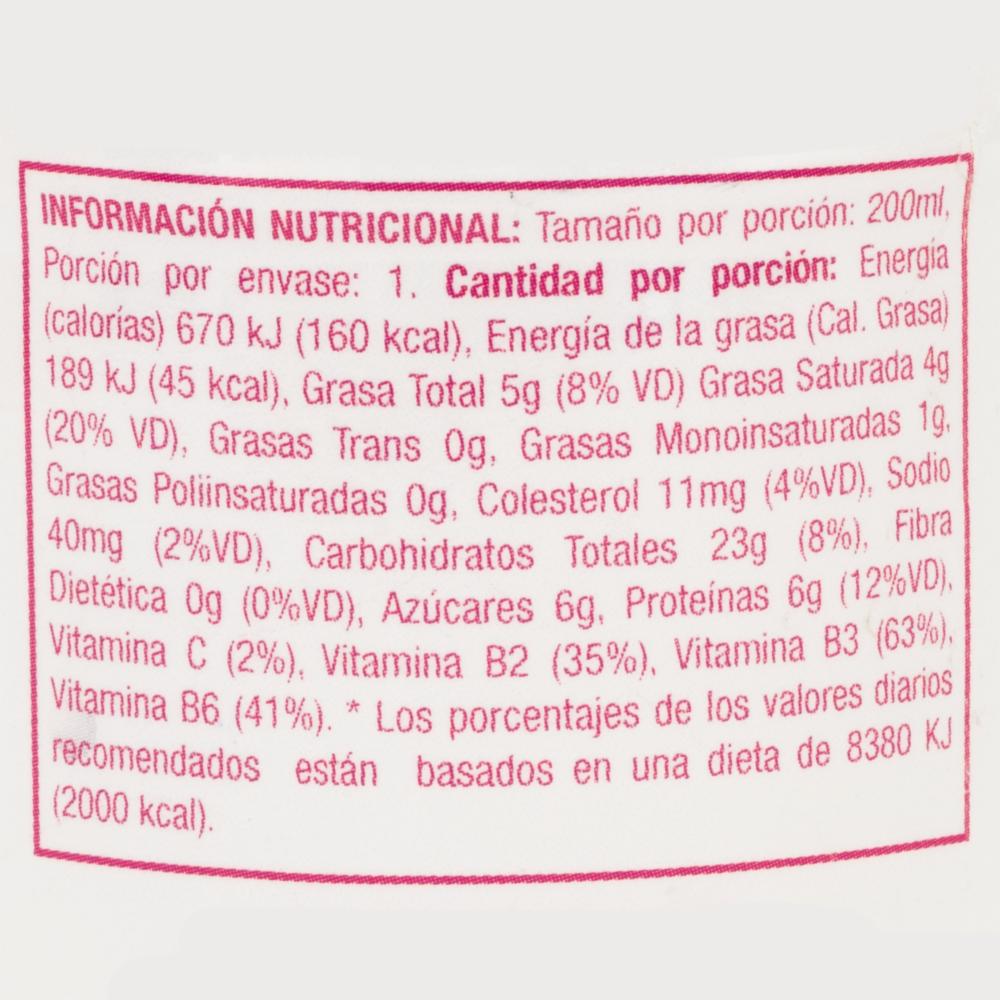 INFORMACIÓN NUTRICIONAL: Tamaño por porción: 200ml,
Porción por envase: 1. Cantidad por porción: Energía
(calorías) 670 kJ (160 kcal), Energía de la grasa (Cal. Grasa)
189 kJ (45 kcal), Grasa Total 5g (8% VD) Grasa Saturada 4g
(20% VD), Grasas Trans 0g, Grasas Monoinsaturadas 1g,
Grasas Poliinsaturadas 0g, Colesterol 11mg (4%VD), Sodio
40mg (2%VD), Carbohidratos Totales 23g (8%), Fibra
Dietética 0g (0%VD), Azúcares 6g, Proteínas 6g (12%VD),
Vitamina C (2%), Vitamina B2 (35%), Vitamina B3 (63%),
Vitamina B6 (41%). * Los porcentajes de los valores diarios
recomendados están basados en una dieta de 8380 KJ
(2000 kcal).